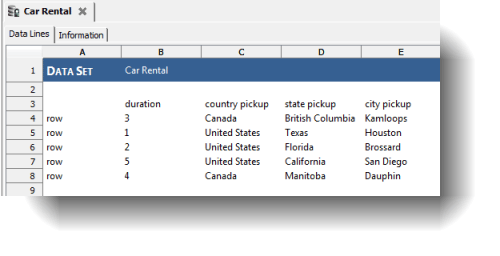 Car Rental
Data Lines Information
A B C D E
1 DATA SET Car Rental
2
3 duration country pickup state pickup city pickup
4 row 3 Canada British Columbia Kamloops
5 row 1 United States Texas Houston
6 row 2 United States Florida Brossard
7 row 5 United States California San Diego
8 row 4 Canada Manitoba Dauphin
9